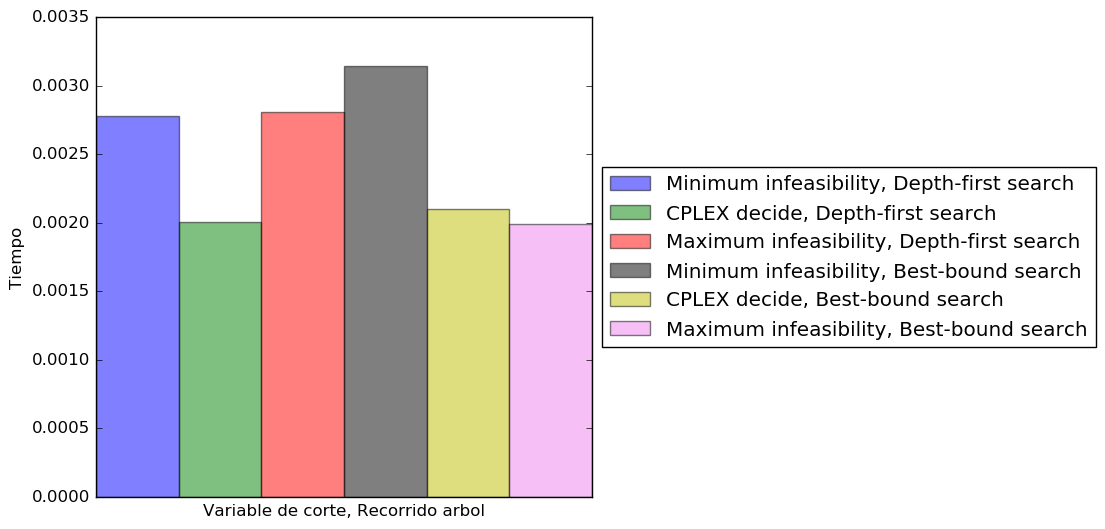 0.0035
0.0030
0.0025
0.0020
0.0015
0.0010
0.0005
0.0000
Tiempo
Variable de corte, Recorrido arbol
Minimum infeasibility, Depth-first search
CPLEX decide, Depth-first search
Maximum infeasibility, Depth-first search
Minimum infeasibility, Best-bound search
CPLEX decide, Best-bound search
Maximum infeasibility, Best-bound search